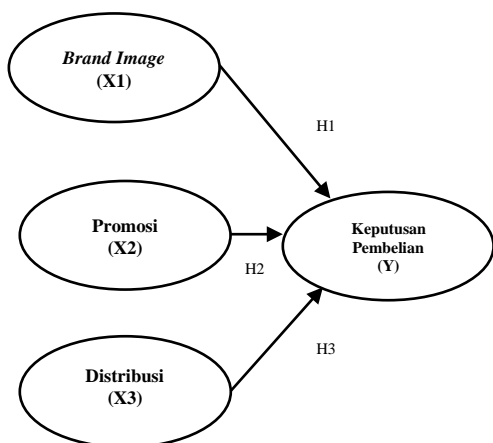 Brand Image
(X1)
H1
Promosi
(X2)
H2
Keputusan
Pembelian
(Y)
H3
Distribusi
(X3)